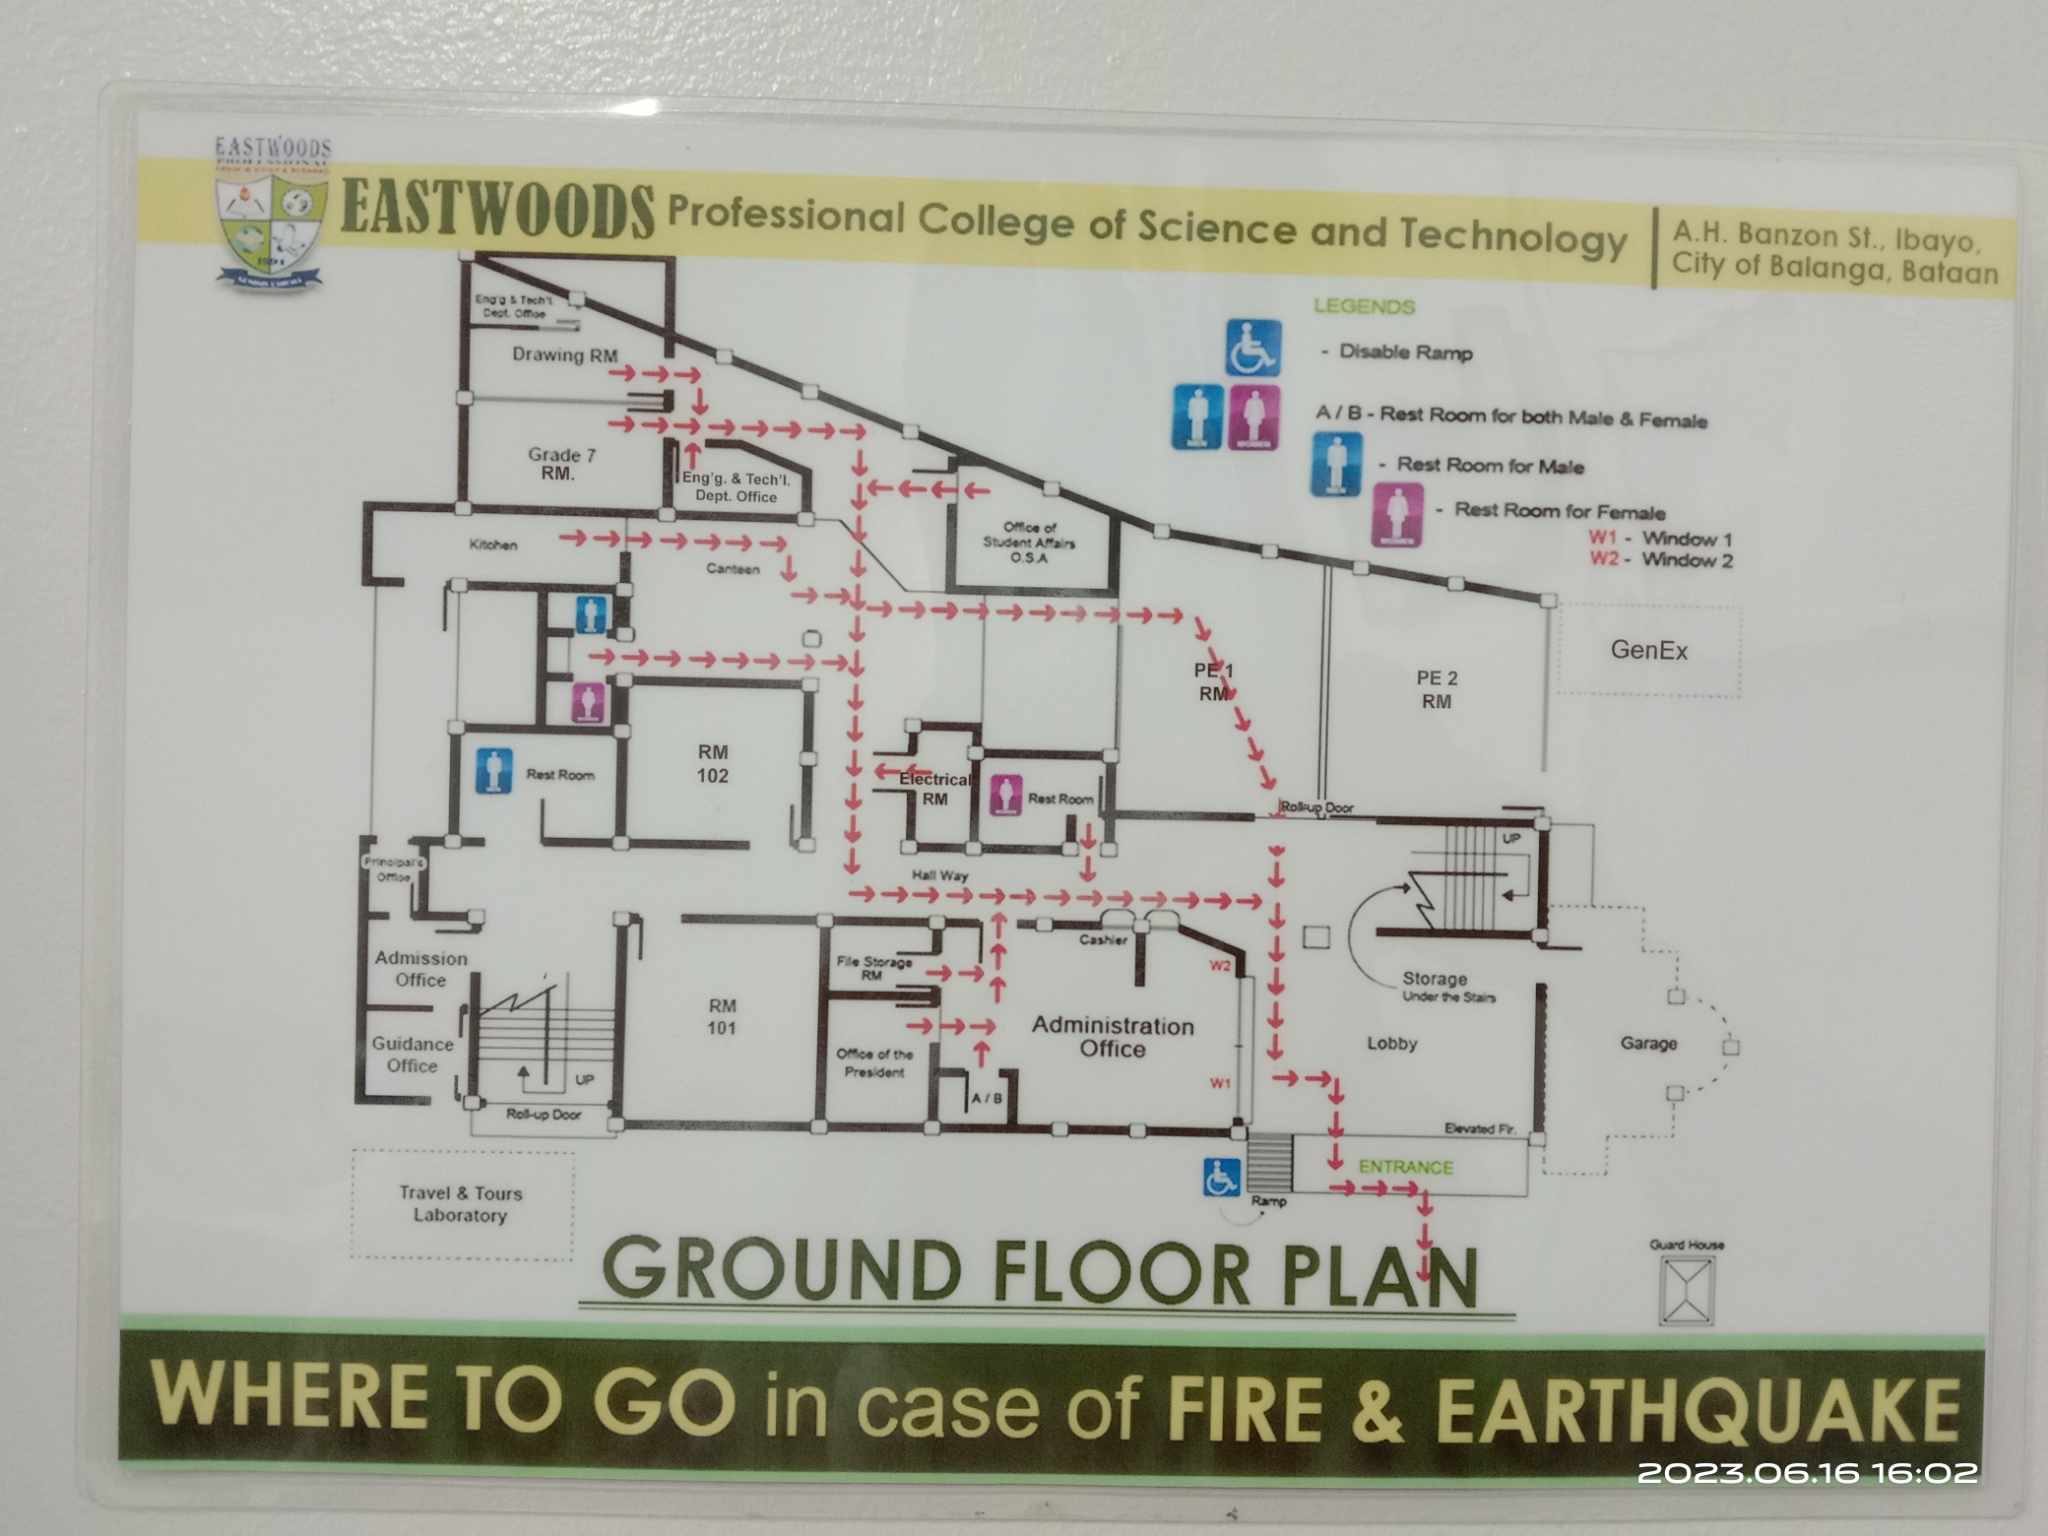 EASTWOODS
PROFESSIONAL
1991
EASTWOODS Professional College of Science and Technology
A.H. Banzon St., Ibayo,
City of Balanga, Bataan
LEGENDS
- Disable Ramp
A / B - Rest Room for both Male & Female
MEN
WOMEN
- Rest Room for Male
MEN
- Rest Room for Female
WOMEN
W1 - Window 1
W2 - Window 2
Eng'g & Tech'l.
Dept. Office
Drawing RM
Grade 7
RM.
Eng'g. & Tech'l.
Dept. Office
Office of
Student Affairs
O.S.A
Kitchen
Canteen
GenEx
PE 1
RM
PE 2
RM
RM
102
Rest Room
Electrical
RM
Rest Room
Roll-up Door
UP
Principal's
Office
Hall Way
Cashier
Admission
Office
File Storage
RM
W2
Storage
Under the Stairs
RM
101
Administration
Office
Lobby
Garage
Guidance
Office
Office of the
President
UP
W1
A / B
Roll-up Door
Elevated Flr.
ENTRANCE
Ramp
Travel & Tours
Laboratory
Guard House
GROUND FLOOR PLAN
WHERE TO GO in case of FIRE & EARTHQUAKE
2023.06.16 16:02